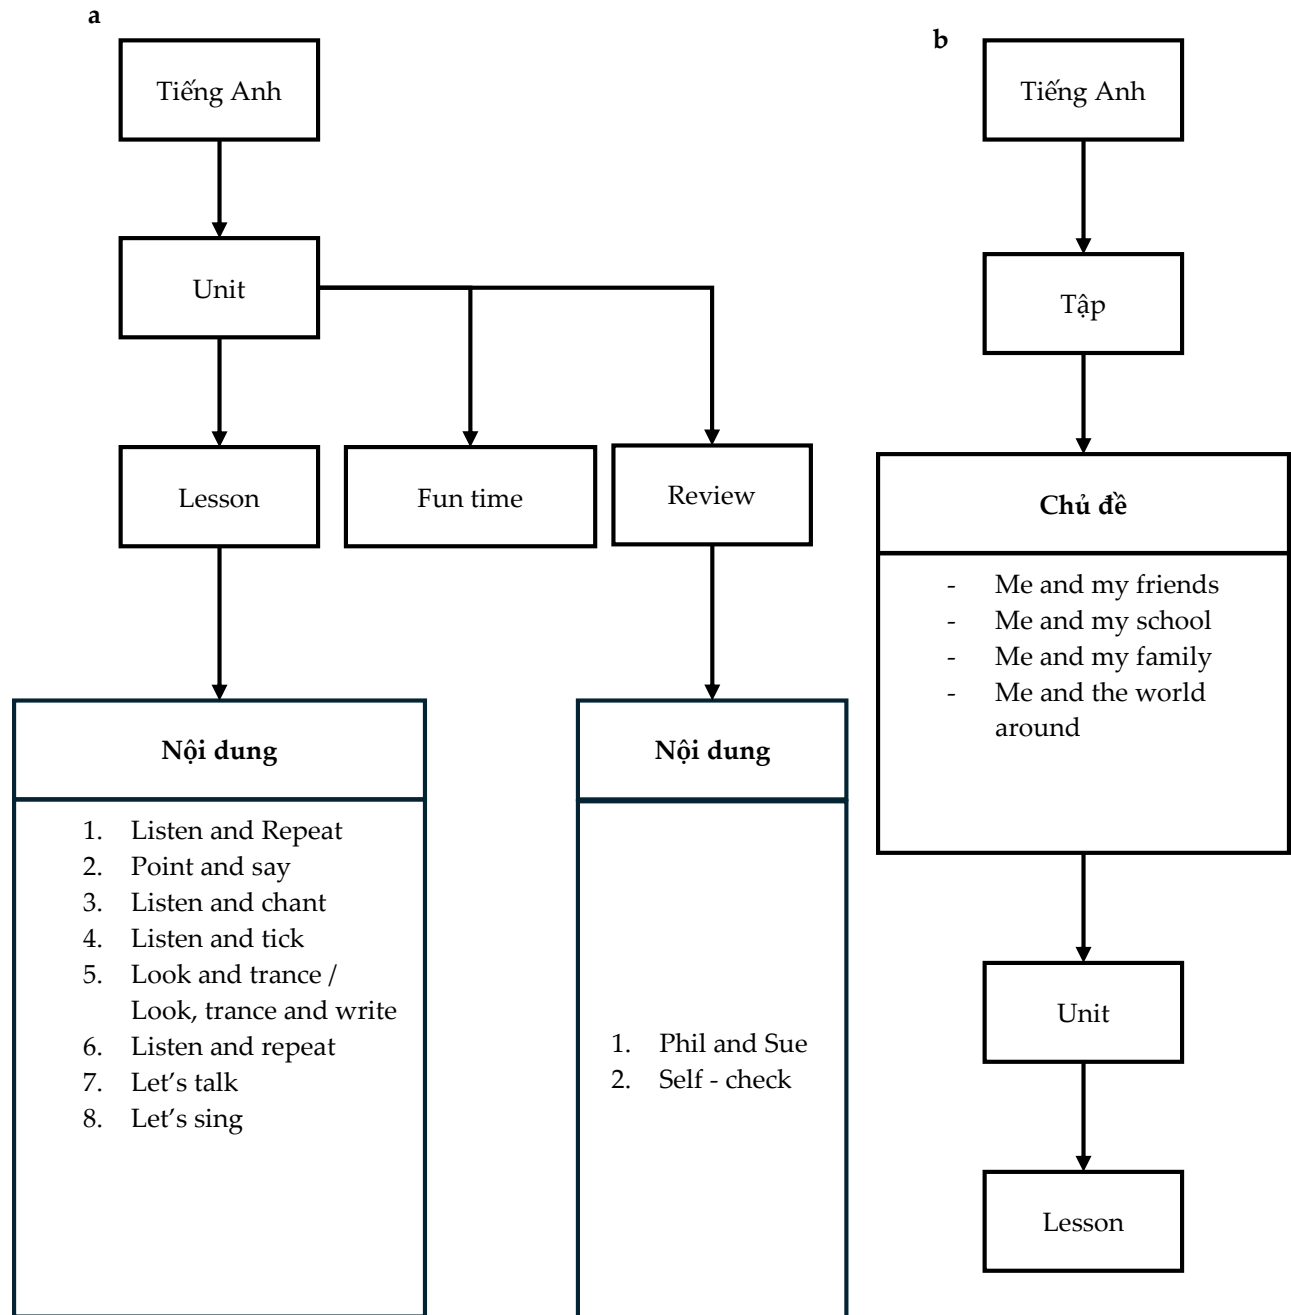 a
Tiếng Anh
Unit
Lesson
Fun time
Review
Nội dung
1. Listen and Repeat
2. Point and say
3. Listen and chant
4. Listen and tick
5. Look and trance /
Look, trance and write
6. Listen and repeat
7. Let’s talk
8. Let’s sing
Nội dung
1. Phil and Sue
2. Self - check
b
Tiếng Anh
Tập
Chủ đề
- Me and my friends
- Me and my school
- Me and my family
- Me and the world
around
Unit
Lesson